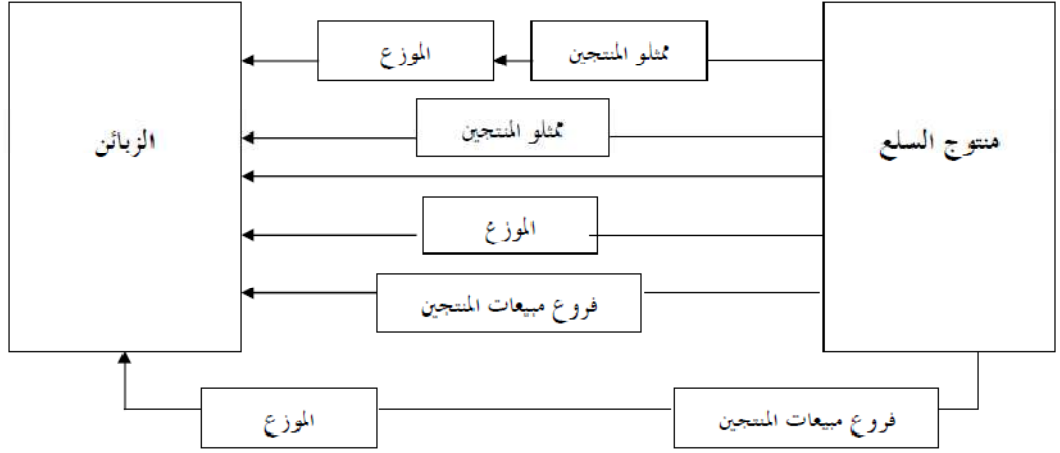 ممثلو المنتجين
الموزع
منتوج السلع
ممثلو المنتجين
الزبائن
الموزع
فروع مبيعات المنتجين
فروع مبيعات المنتجين
الموزع